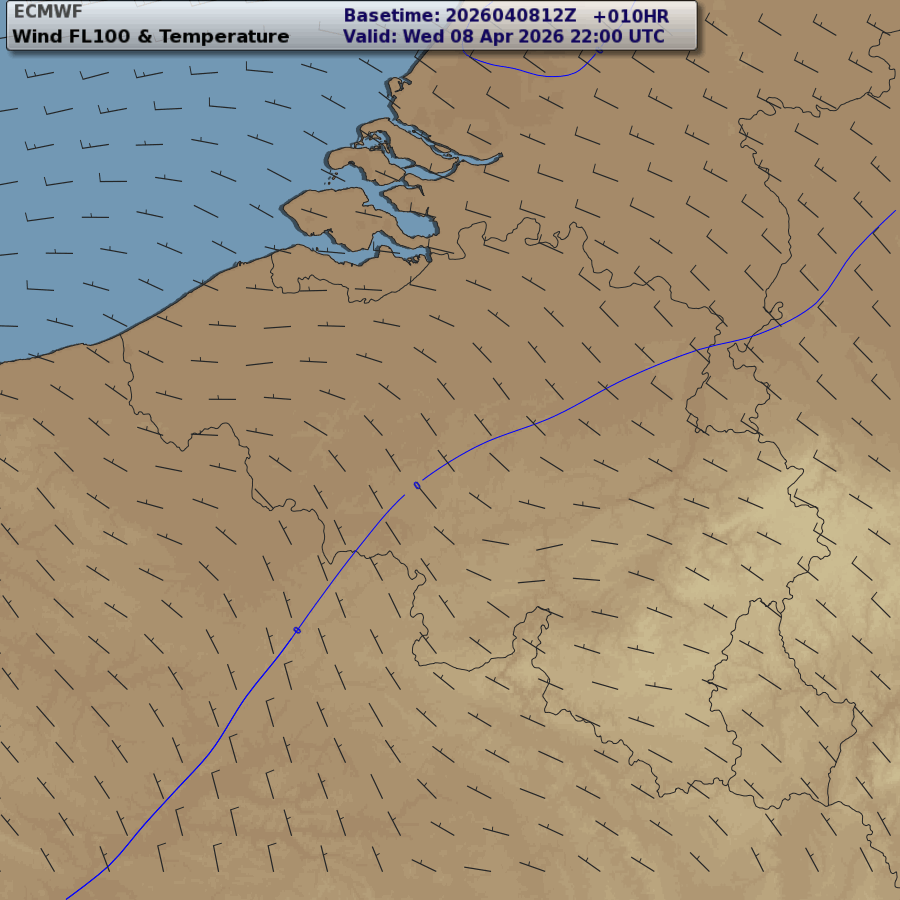 ECMWF
Basetime: 2026040812Z +010HR
Wind FL100 & Temperature
Valid: Wed 08 Apr 2026 22:00 UTC
0
0